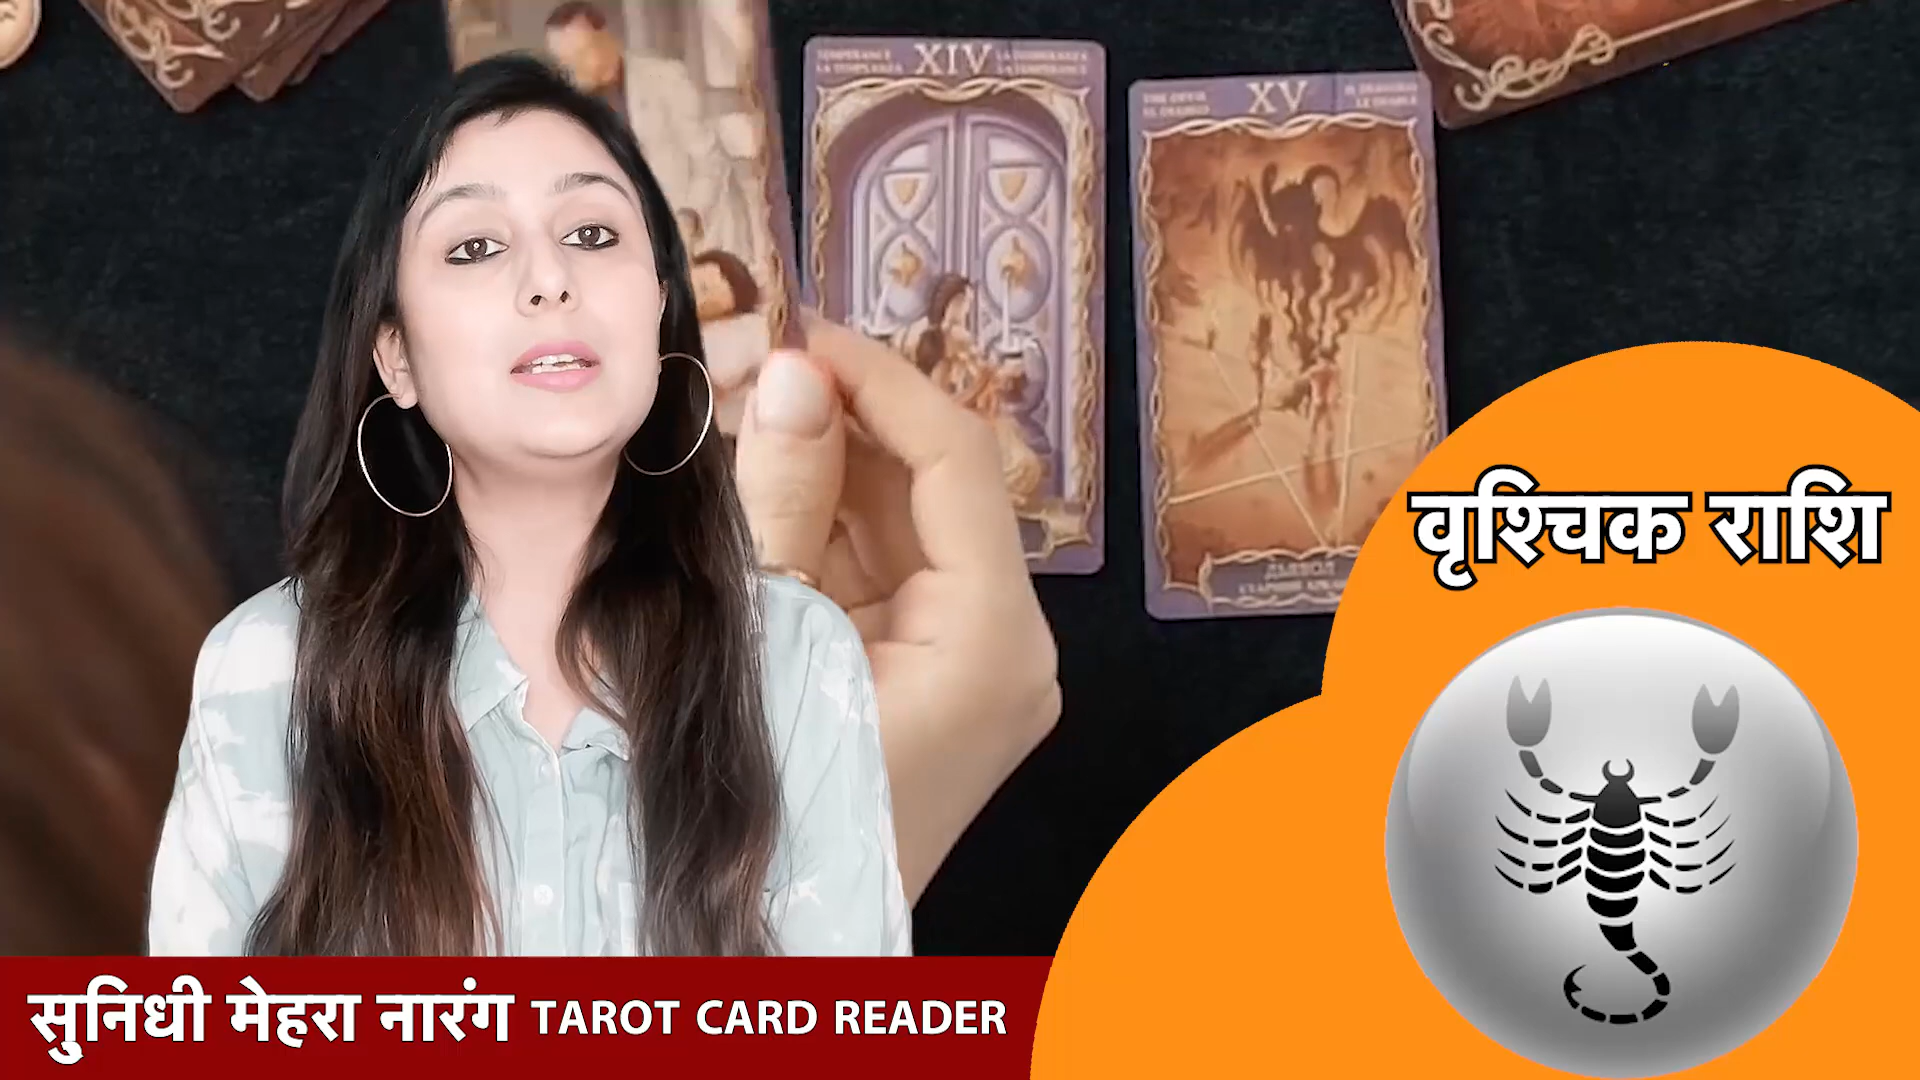 XIV
XV
वृश्चिक राशि
सुनिधी मेहरा नारंग TAROT CARD READER